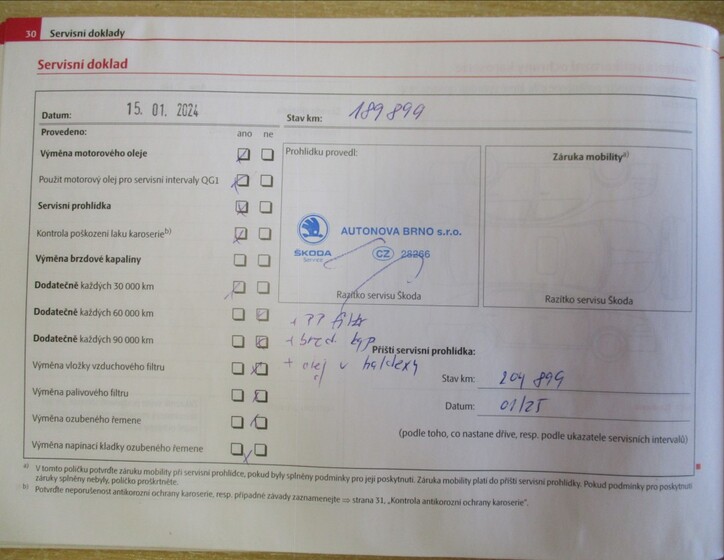 30 Servisní doklady
Servisní doklad
Datum: 15. 01. 2024 Stav km: 189 899
Provedeno: ano ne
Výměna motorového oleje
Použit motorový olej pro servisní intervaly QG1
Servisní prohlídka
Kontrola poškození laku karoserie b)
Výměna brzdové kapaliny
Dodatečně každých 30 000 km
Dodatečně každých 60 000 km
Dodatečně každých 90 000 km
Výměna vložky vzduchového filtru
Výměna palivového filtru
Výměna ozubeného řemene
Výměna napínací kladky ozubeného řemene
Prohlídku provedl:
ŠKODA
Service
AUTONOVA BRNO s.r.o.
CZ 28266
Razítko servisu Škoda
Záruka mobility a)
Razítko servisu Škoda
+ ?? filtr
+ brzd. kap
+ olej v haldexy
Příští servisní prohlídka:
Stav km: 204 899
Datum: 01/25
(podle toho, co nastane dříve, resp. podle ukazatele servisních intervalů)
a) V tomto políčku potvrďte záruku mobility při servisní prohlídce, pokud byly splněny podmínky pro její poskytnutí. Záruka mobility platí do příští servisní prohlídky. Pokud podmínky pro poskytnutí
záruky splněny nebyly, políčko proškrtněte.
b) Potvrďte neporušenost antikorozní ochrany karoserie, resp. případné závady zaznamenejte ⇒ strana 31, „Kontrola antikorozní ochrany karoserie".